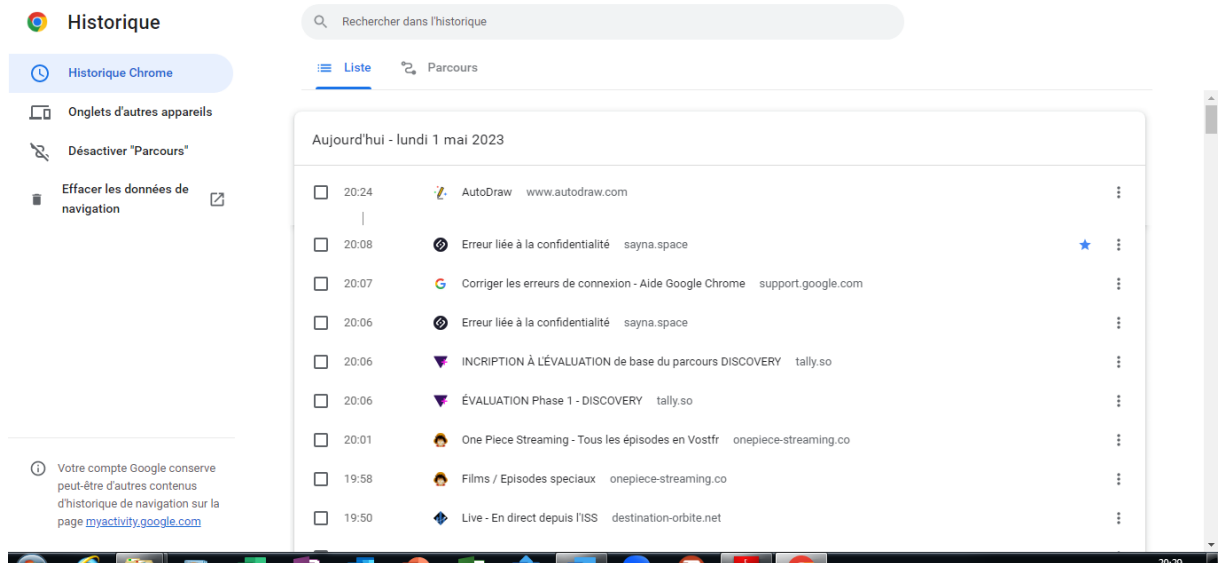 Historique
Rechercher dans l'historique
Historique Chrome
Onglets d'autres appareils
Désactiver "Parcours"
Effacer les données de
navigation
Liste Parcours
Aujourd'hui - lundi 1 mai 2023
20:24 AutoDraw www.autodraw.com
20:08 Erreur liée à la confidentialité sayna.space
20:07 Corriger les erreurs de connexion - Aide Google Chrome support.google.com
20:06 Erreur liée à la confidentialité sayna.space
20:06 INCRIPTION À L'ÉVALUATION de base du parcours DISCOVERY tally.so
20:06 ÉVALUATION Phase 1 - DISCOVERY tally.so
20:01 One Piece Streaming - Tous les épisodes en Vostfr onepiece-streaming.co
19:58 Films / Episodes speciaux onepiece-streaming.co
19:50 Live - En direct depuis l'ISS destination-orbite.net
Votre compte Google conserve
peut-être d'autres contenus
d'historique de navigation sur la
page myactivity.google.com